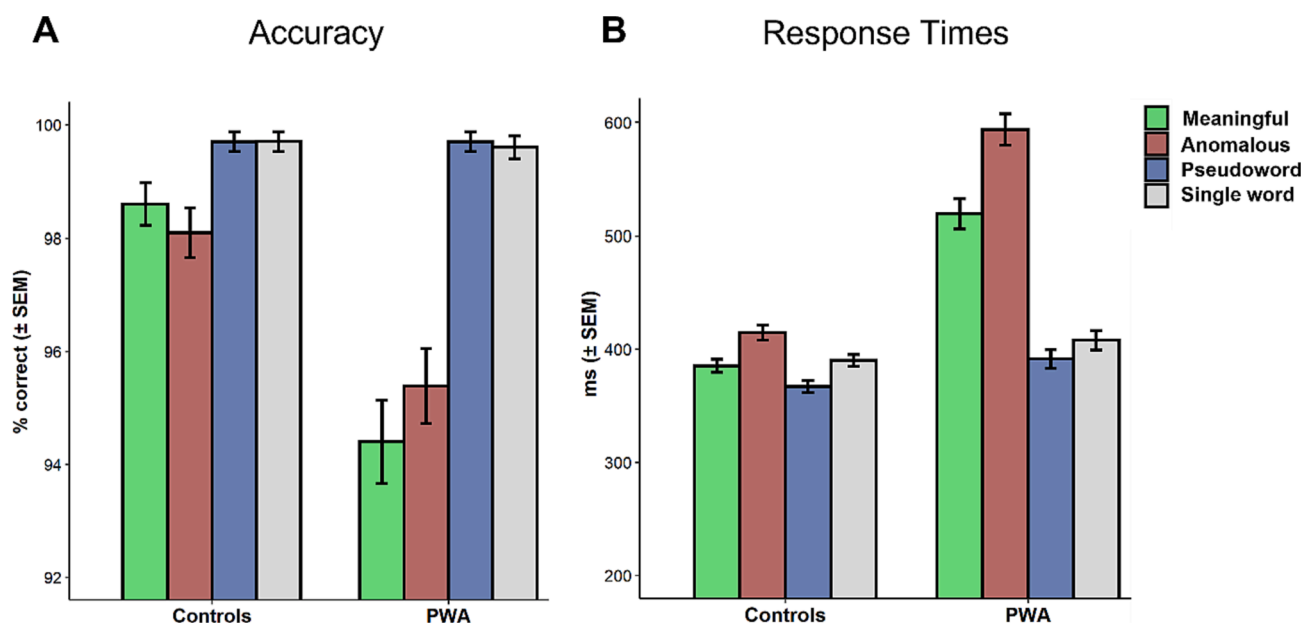 A Accuracy
% correct (± SEM)
100
98
96
94
92
Controls PWA
B Response Times
ms (± SEM)
600
500
400
300
200
Controls PWA
Meaningful
Anomalous
Pseudoword
Single word